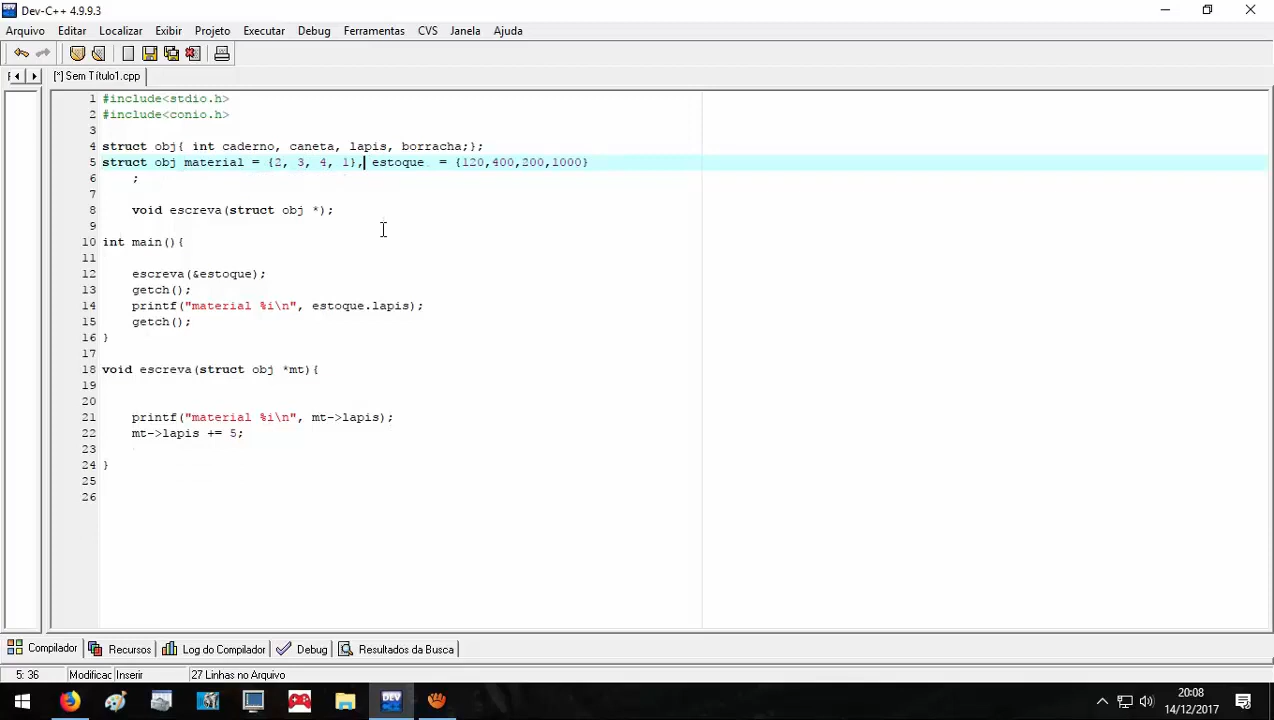 Dev-C++ 4.9.9.3
Arquivo Editar Localizar Exibir Projeto Executar Debug Ferramentas CVS Janela Ajuda
[*] Sem Título1.cpp
1 #include<stdio.h>
2 #include<conio.h>
3
4 struct obj{ int caderno, caneta, lapis, borracha;};
5 struct obj material = {2, 3, 4, 1}, estoque = {120,400,200,1000}
6 ;
7
8 void escreva(struct obj *);
9
10 int main(){
11
12 escreva(&estoque);
13 getch();
14 printf("material %i\n", estoque.lapis);
15 getch();
16 }
17
18 void escreva(struct obj *mt){
19
20
21 printf("material %i\n", mt->lapis);
22 mt->lapis += 5;
23
24 }
25
26
Compilador Recursos Log do Compilador Debug Resultados da Busca
5: 36 Modificac Inserir 27 Linhas no Arquivo
20:08
14/12/2017